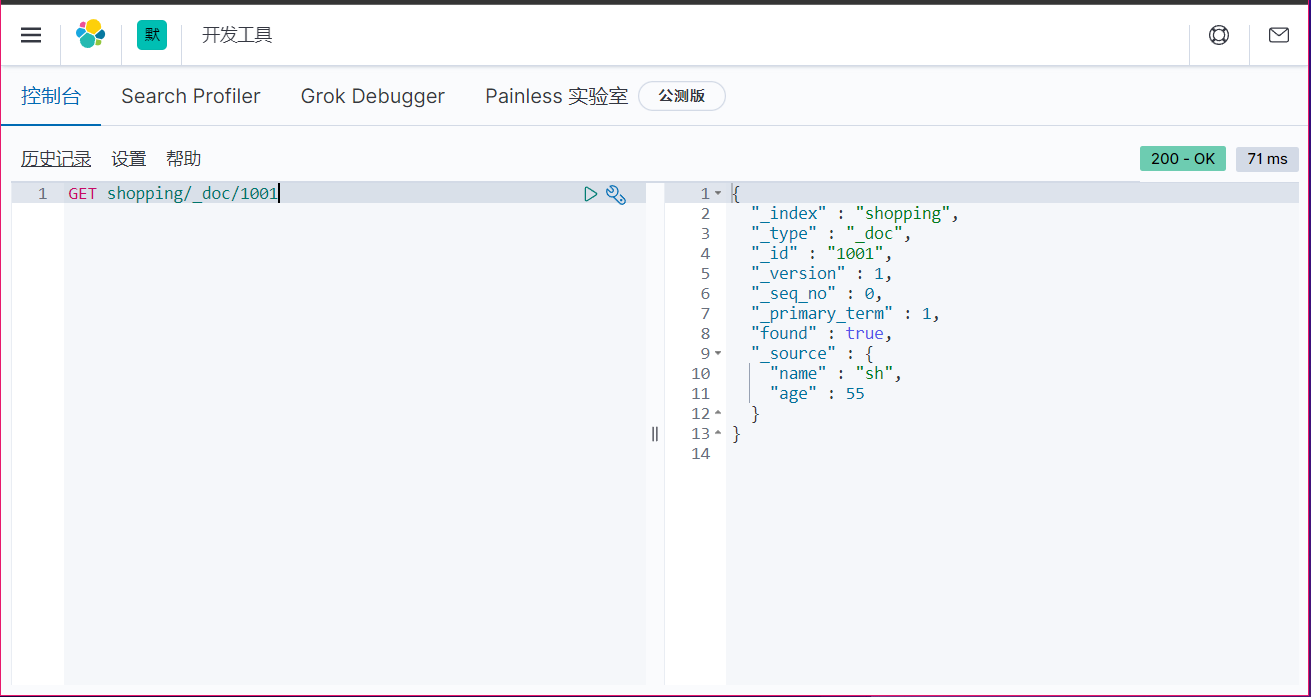 默 开发工具
控制台 Search Profiler Grok Debugger Painless 实验室 公测版
历史记录 设置 帮助 200 - OK 71 ms
1 GET shopping/_doc/1001
1 {
2 "_index" : "shopping",
3 "_type" : "_doc",
4 "_id" : "1001",
5 "_version" : 1,
6 "_seq_no" : 0,
7 "_primary_term" : 1,
8 "found" : true,
9 "_source" : {
10 "name" : "sh",
11 "age" : 55
12 }
13 }
14